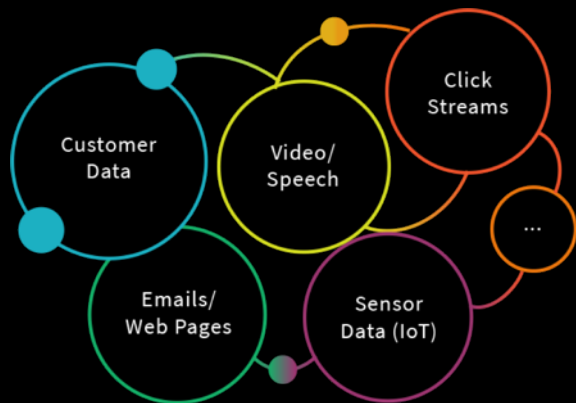 Customer
Data
Video/
Speech
Click
Streams
...
Emails/
Web Pages
Sensor
Data (IoT)